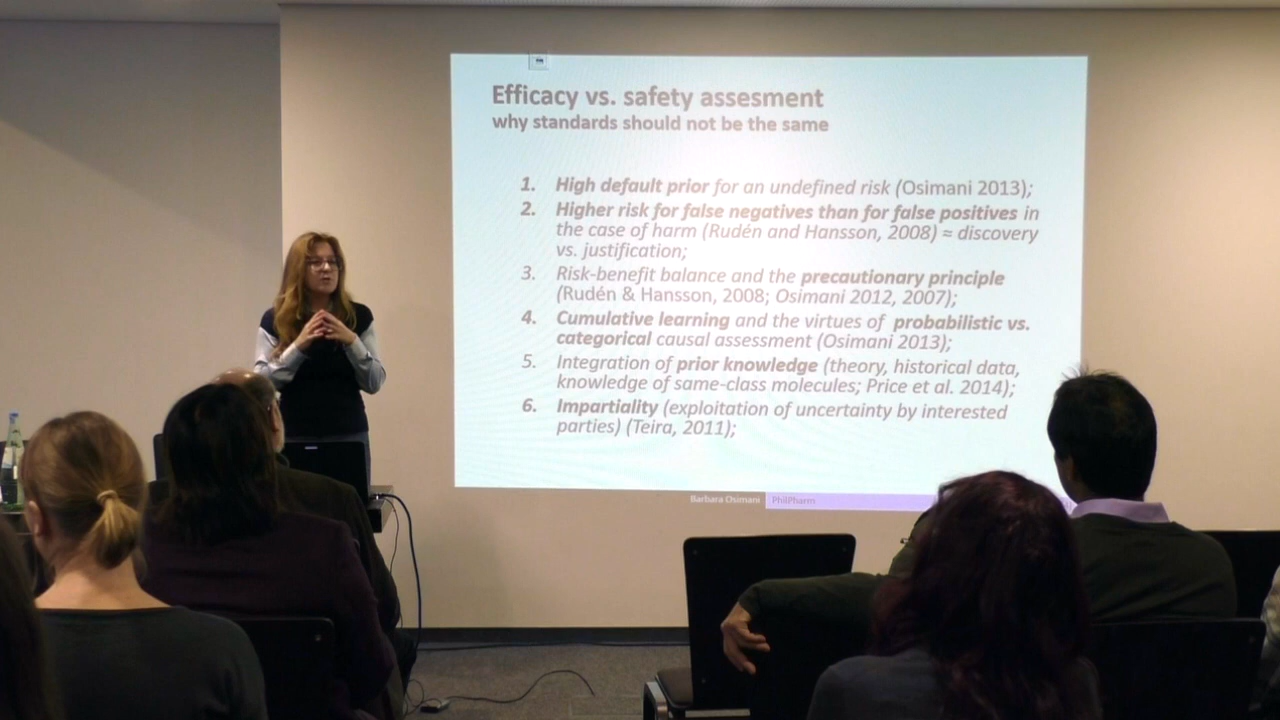 Efficacy vs. safety assesment
why standards should not be the same
1. High default prior for an undefined risk (Osimani 2013);
2. Higher risk for false negatives than for false positives in
the case of harm (Rudén and Hansson, 2008) ≈ discovery
vs. justification;
3. Risk-benefit balance and the precautionary principle
(Rudén & Hansson, 2008; Osimani 2012, 2007);
4. Cumulative learning and the virtues of probabilistic vs.
categorical causal assessment (Osimani 2013);
5. Integration of prior knowledge (theory, historical data,
knowledge of same-class molecules; Price et al. 2014);
6. Impartiality (exploitation of uncertainty by interested
parties) (Teira, 2011);
Barbara Osimani PhilPharm